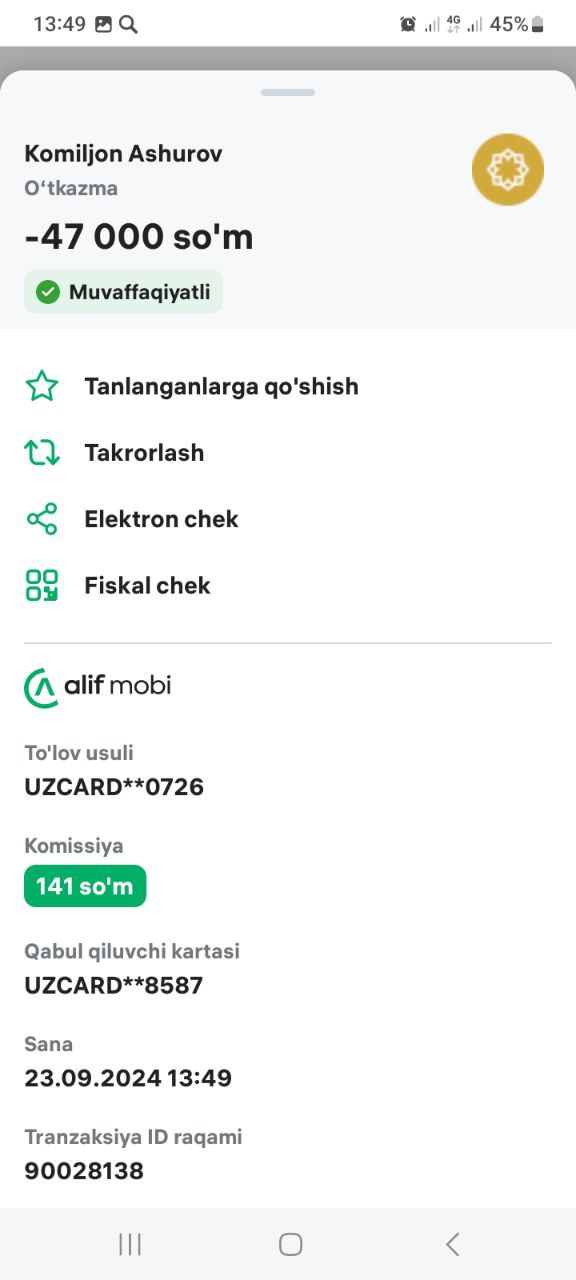 13:49
4G 45%
Komiljon Ashurov
O‘tkazma
-47 000 so'm
Muvaffaqiyatli
Tanlanganlarga qo'shish
Takrorlash
Elektron chek
Fiskal chek
alif mobi
To'lov usuli
UZCARD**0726
Komissiya
141 so'm
Qabul qiluvchi kartasi
UZCARD**8587
Sana
23.09.2024 13:49
Tranzaksiya ID raqami
90028138